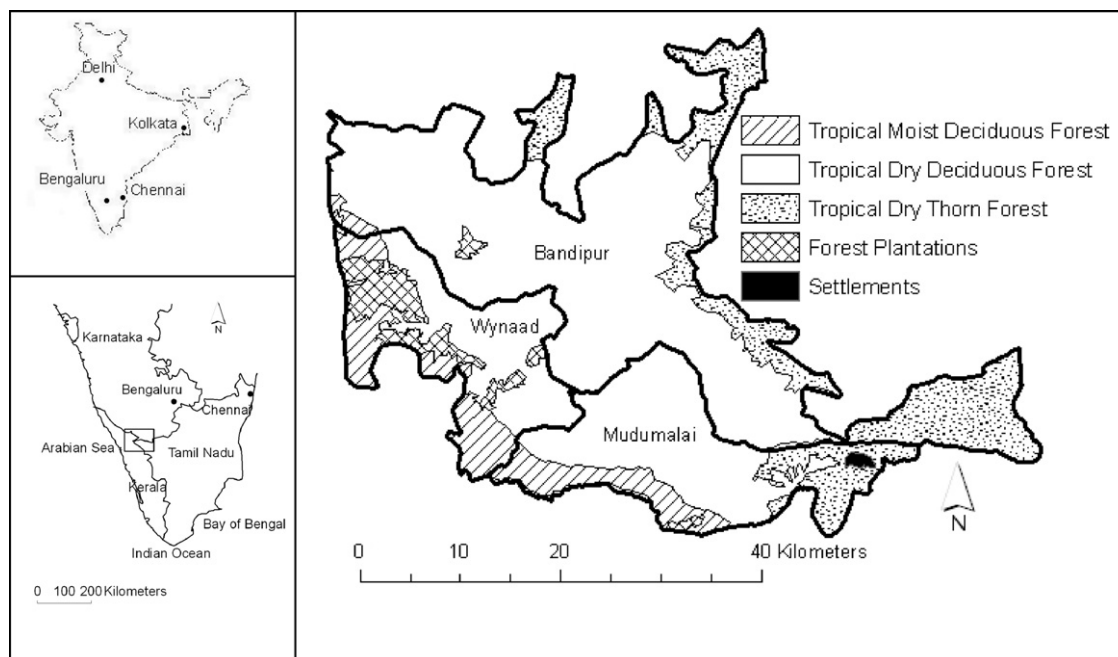 Delhi
Kolkata
Bengaluru
Chennai
N
Karnataka
Bengaluru
Chennai
Arabian Sea
Tamil Nadu
Kerala
Bay of Bengal
Indian Ocean
0 100 200 Kilometers
Tropical Moist Deciduous Forest
Tropical Dry Deciduous Forest
Tropical Dry Thorn Forest
Forest Plantations
Settlements
Bandipur
Wynaad
Mudumalai
N
0 10 20 40 Kilometers